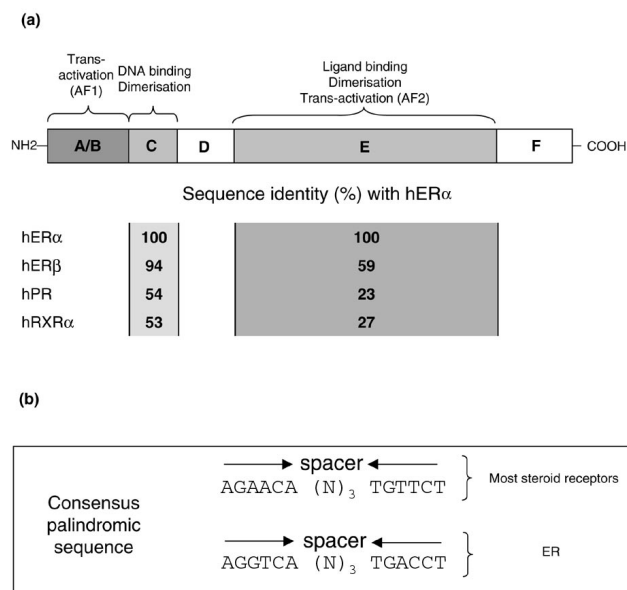 (a)
Trans-
activation
(AF1)
DNA binding
Dimerisation
Ligand binding
Dimerisation
Trans-activation (AF2)
NH2 A/B C D E F COOH
Sequence identity (%) with hERα
hERα 100 100
hERβ 94 59
hPR 54 23
hRXRα 53 27
(b)
Consensus
palindromic
sequence
spacer
AGAACA (N)3 TGTTCT
Most steroid receptors
spacer
AGGTCA (N)3 TGACCT
ER